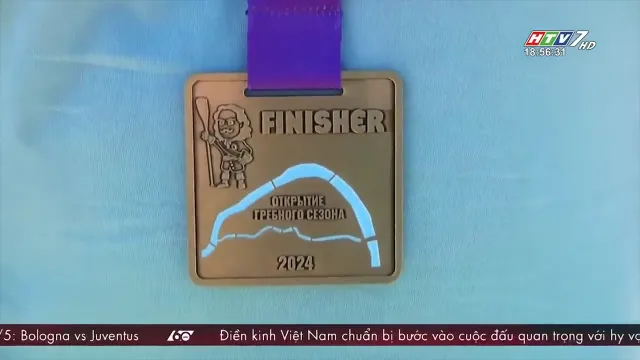 HTV7 HD
18:56:31
FINISHER
ОТКРЫТИЕ
ГРЕБНОГО СЕЗОНА
2024
/5: Bologna vs Juventus
Điền kinh Việt Nam chuẩn bị bước vào cuộc đấu quan trọng với hy vọ